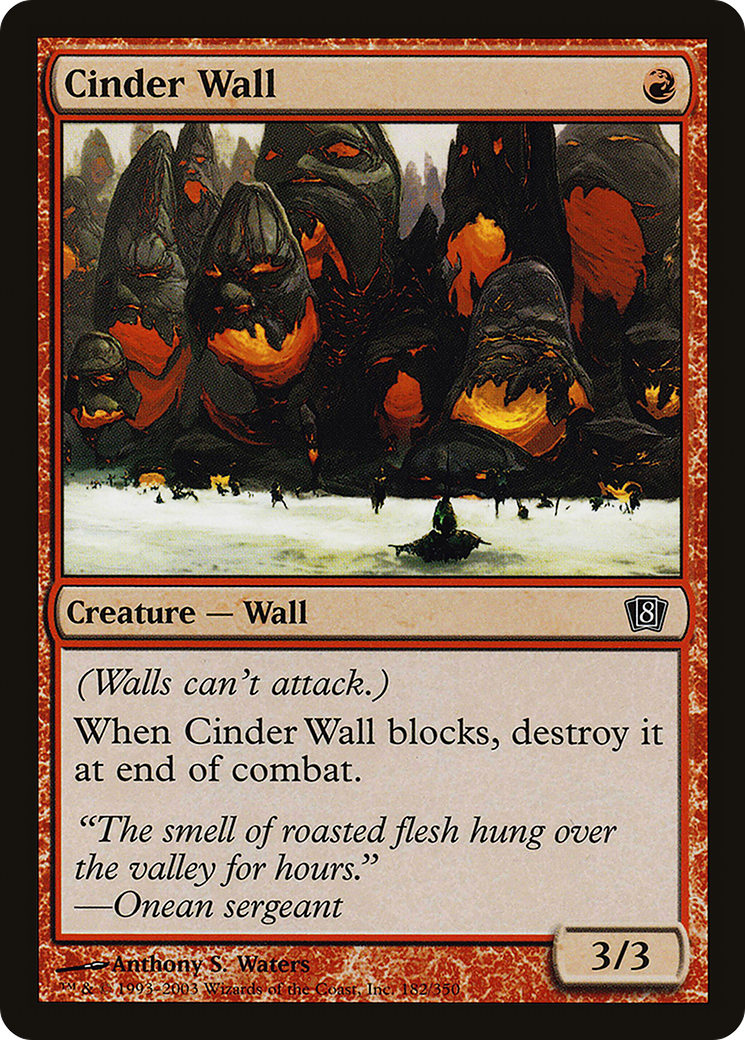 Cinder Wall
Creature — Wall
8
(Walls can't attack.)
When Cinder Wall blocks, destroy it
at end of combat.
“The smell of roasted flesh hung over
the valley for hours.”
—Onean sergeant
3/3
Anthony S. Waters
™ & © 1993–2003 Wizards of the Coast, Inc. 182/350